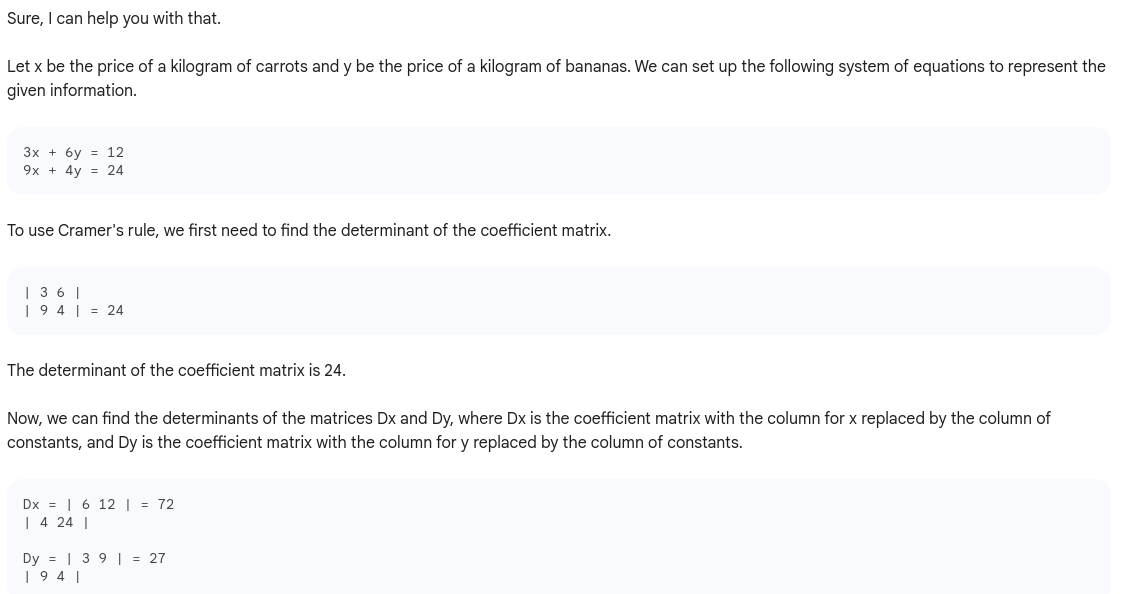 Sure, I can help you with that.
Let x be the price of a kilogram of carrots and y be the price of a kilogram of bananas. We can set up the following system of equations to represent the
given information.
3x + 6y = 12
9x + 4y = 24
To use Cramer's rule, we first need to find the determinant of the coefficient matrix.
| 3 6 |
| 9 4 | = 24
The determinant of the coefficient matrix is 24.
Now, we can find the determinants of the matrices Dx and Dy, where Dx is the coefficient matrix with the column for x replaced by the column of
constants, and Dy is the coefficient matrix with the column for y replaced by the column of constants.
Dx = | 6 12 | = 72
| 4 24 |
Dy = | 3 9 | = 27
| 9 4 |